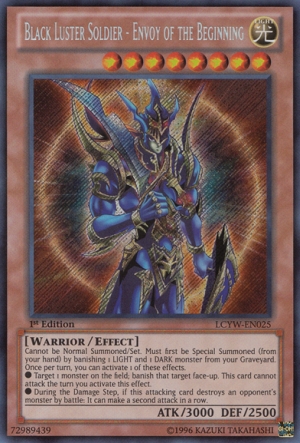 BLACK LUSTER SOLDIER - ENVOY OF THE BEGINNING
LIGHT
光
1st Edition
LCYW-EN025
[WARRIOR / EFFECT]
Cannot be Normal Summoned/Set. Must first be Special Summoned (from
your hand) by banishing 1 LIGHT and 1 DARK monster from your Graveyard.
Once per turn, you can activate 1 of these effects.
● Target 1 monster on the field; banish that target face-up. This card cannot
attack the turn you activate this effect.
● During the Damage Step, if this attacking card destroys an opponent's
monster by battle: It can make a second attack in a row.
ATK/3000 DEF/2500
72989439
©1996 KAZUKI TAKAHASHI